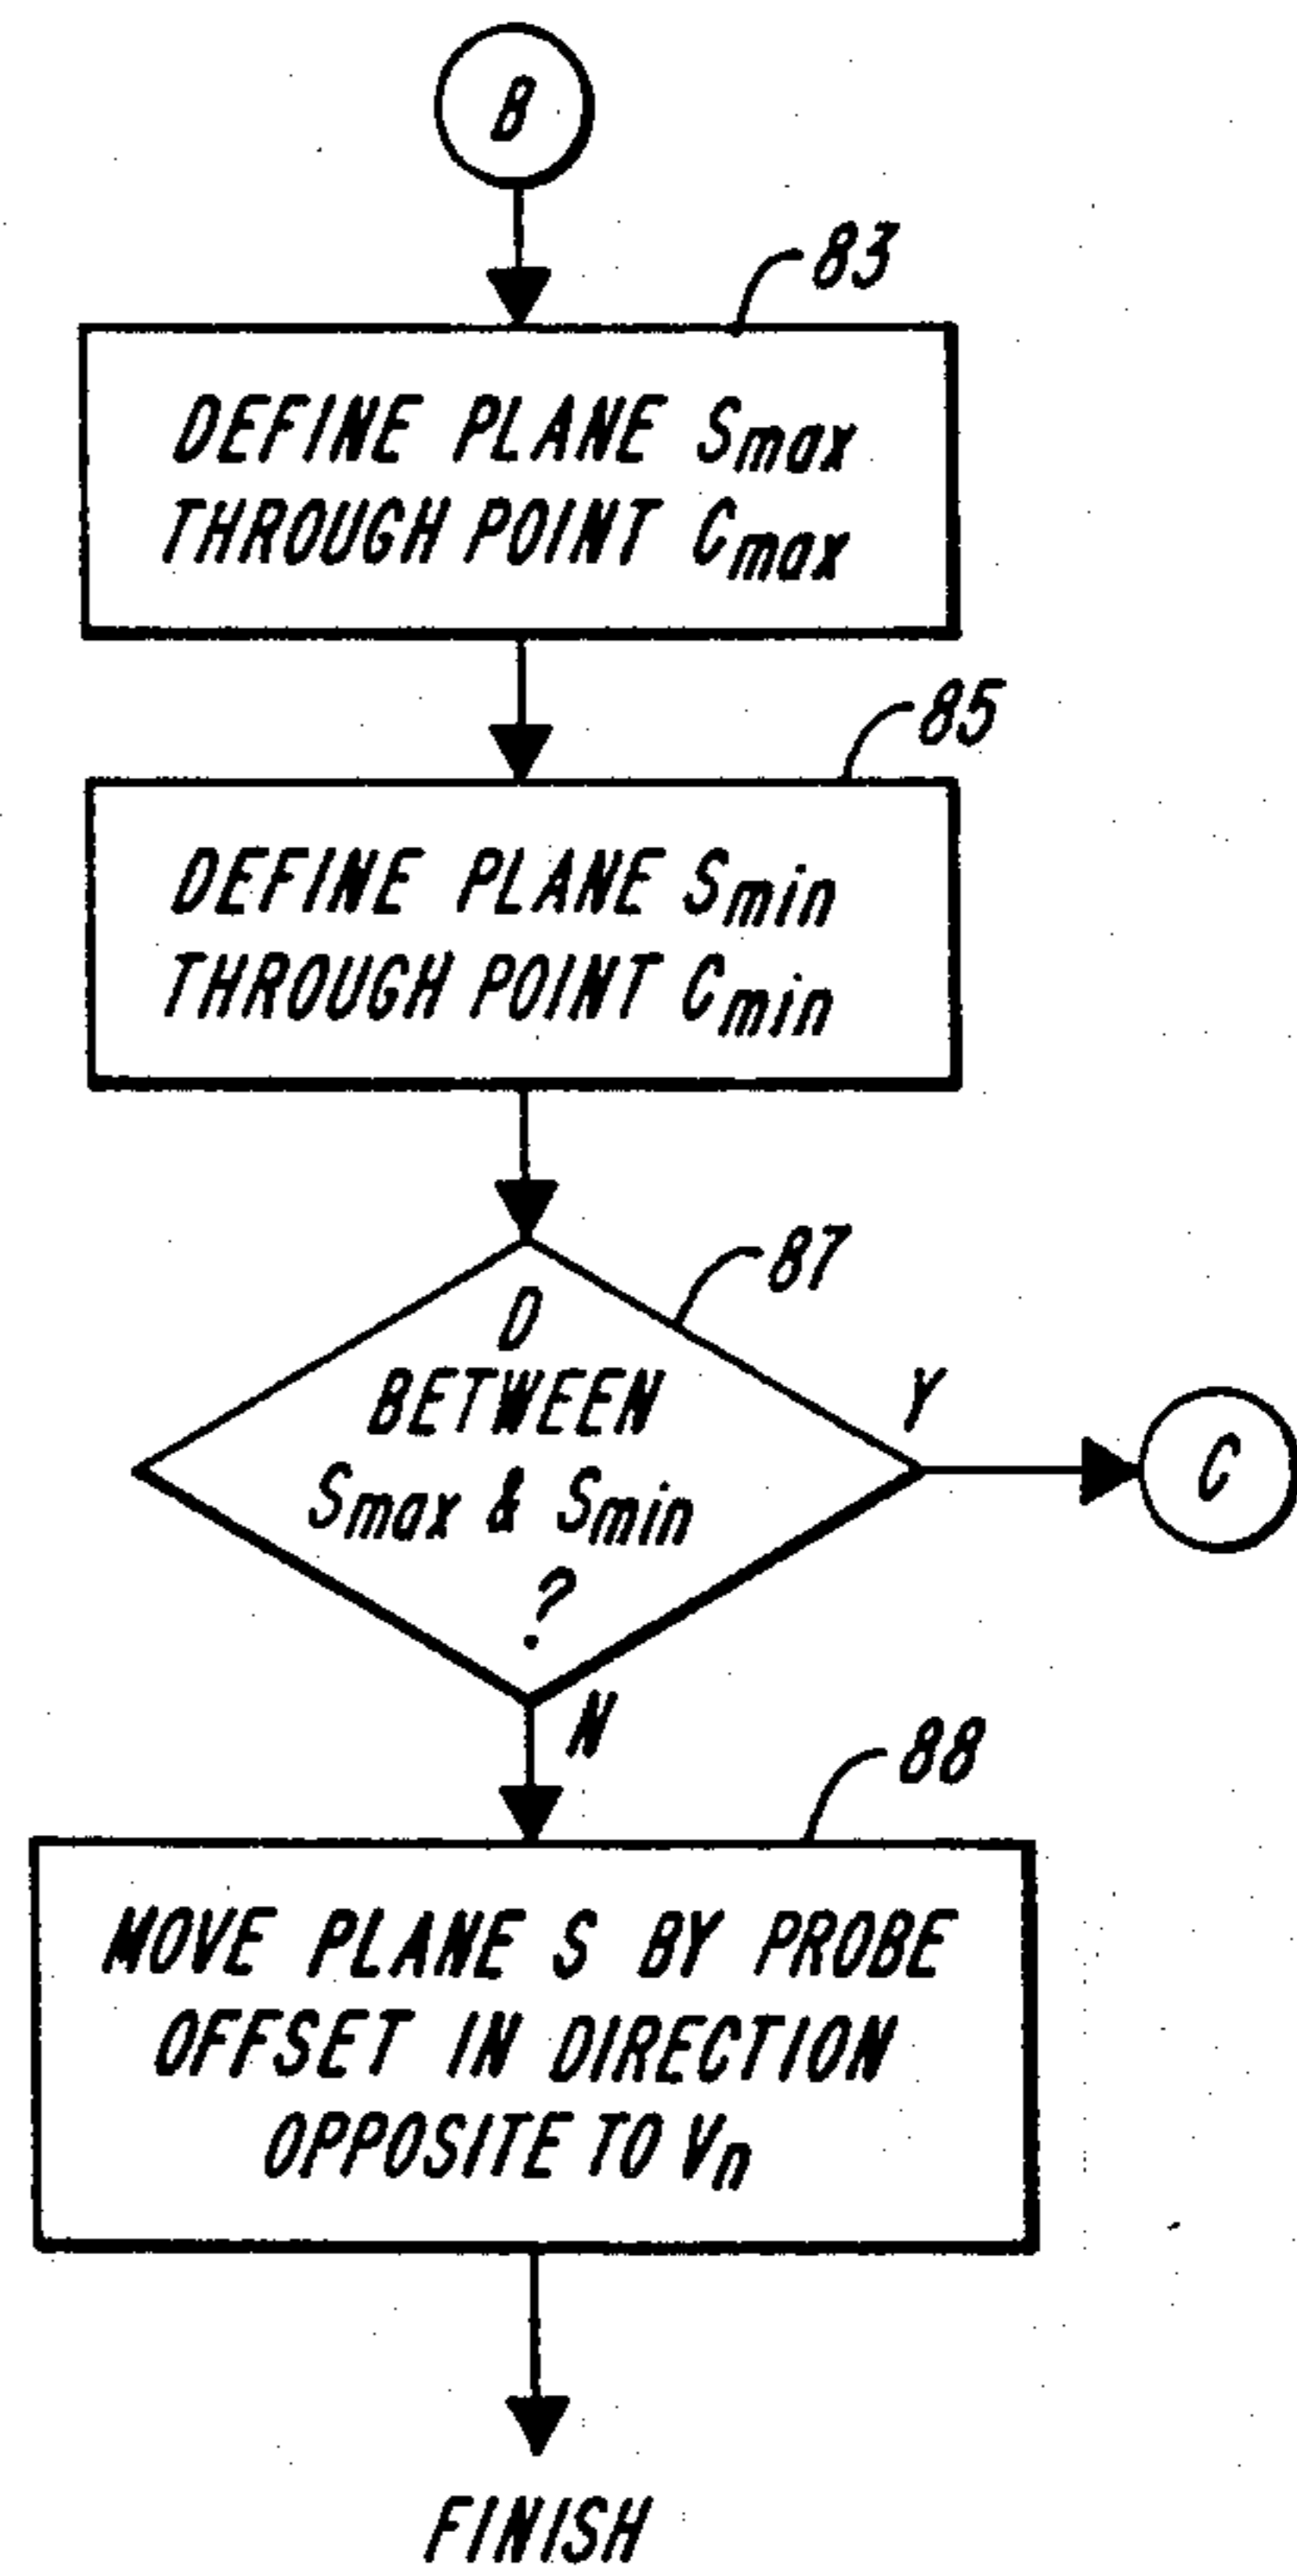 B
83
DEFINE PLANE Smax
THROUGH POINT Cmax
85
DEFINE PLANE Smin
THROUGH POINT Cmin
87
D
BETWEEN
Smax & Smin
?
Y
C
N
88
MOVE PLANE S BY PROBE
OFFSET IN DIRECTION
OPPOSITE TO Vn
FINISH